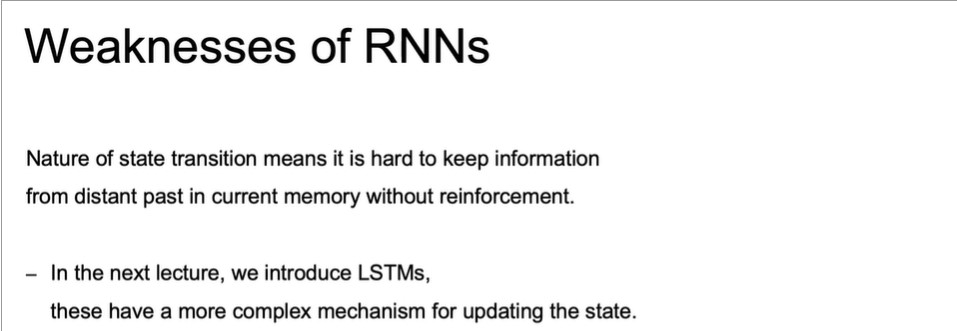 Weaknesses of RNNs
Nature of state transition means it is hard to keep information
from distant past in current memory without reinforcement.
– In the next lecture, we introduce LSTMs,
these have a more complex mechanism for updating the state.